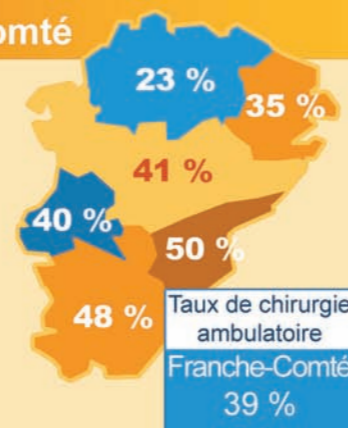 omté
23 %
35 %
41 %
40 %
50 %
48 %
Taux de chirurgie
ambulatoire
Franche-Comté
39 %